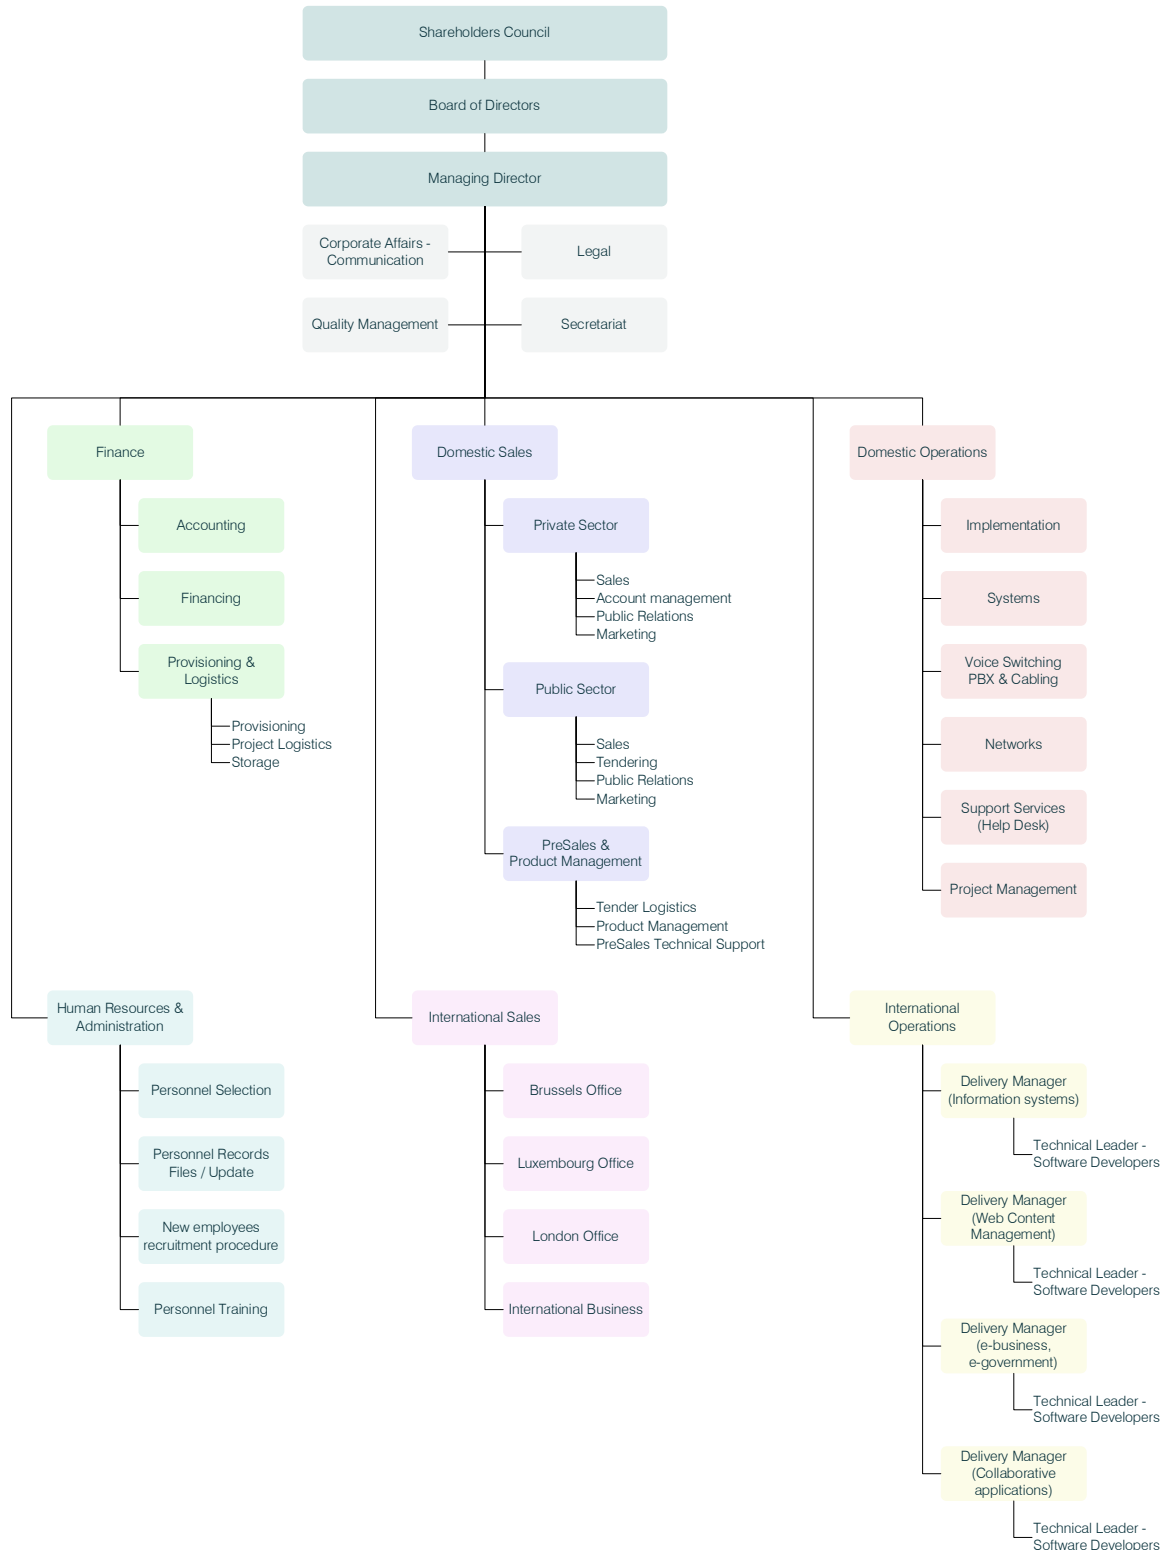 Shareholders Council
Board of Directors
Managing Director
Corporate Affairs -
Communication
Legal
Quality Management
Secretariat
Finance
Accounting
Financing
Provisioning &
Logistics
Provisioning
Project Logistics
Storage
Domestic Sales
Private Sector
Sales
Account management
Public Relations
Marketing
Public Sector
Sales
Tendering
Public Relations
Marketing
PreSales &
Product Management
Tender Logistics
Product Management
PreSales Technical Support
Domestic Operations
Implementation
Systems
Voice Switching
PBX & Cabling
Networks
Support Services
(Help Desk)
Project Management
Human Resources &
Administration
Personnel Selection
Personnel Records
Files / Update
New employees
recruitment procedure
Personnel Training
International Sales
Brussels Office
Luxembourg Office
London Office
International Business
International
Operations
Delivery Manager
(Information systems)
Technical Leader -
Software Developers
Delivery Manager
(Web Content
Management)
Technical Leader -
Software Developers
Delivery Manager
(e-business,
e-government)
Technical Leader -
Software Developers
Delivery Manager
(Collaborative
applications)
Technical Leader -
Software Developers